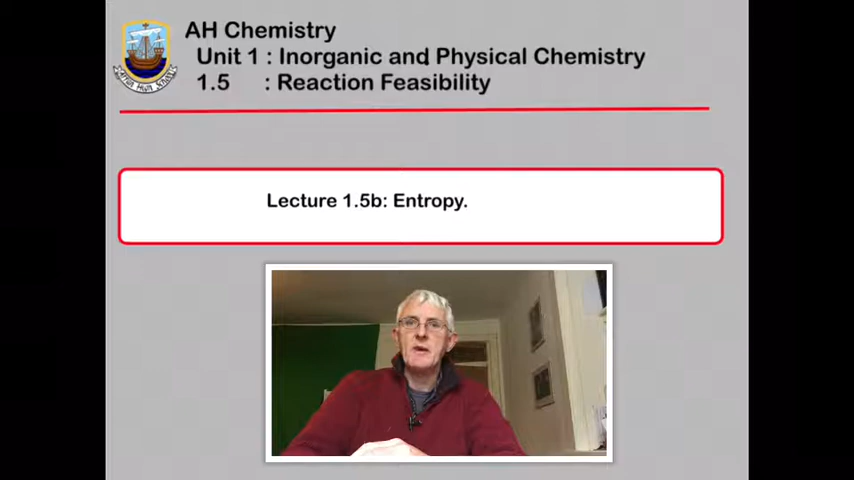 AH Chemistry
Unit 1 : Inorganic and Physical Chemistry
1.5 : Reaction Feasibility
Lecture 1.5b: Entropy.